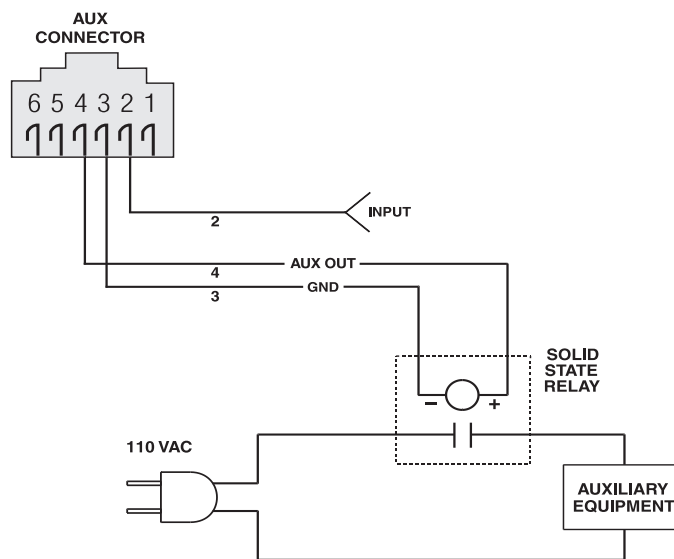 AUX
CONNECTOR
6 5 4 3 2 1
2
INPUT
4
AUX OUT
3
GND
SOLID
STATE
RELAY
– +
110 VAC
AUXILIARY
EQUIPMENT